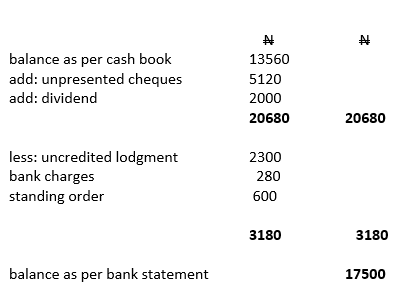 ₦ ₦
balance as per cash book 13560
add: unpresented cheques 5120
add: dividend 2000
20680 20680
less: uncredited lodgment 2300
bank charges 280
standing order 600
3180 3180
balance as per bank statement 17500